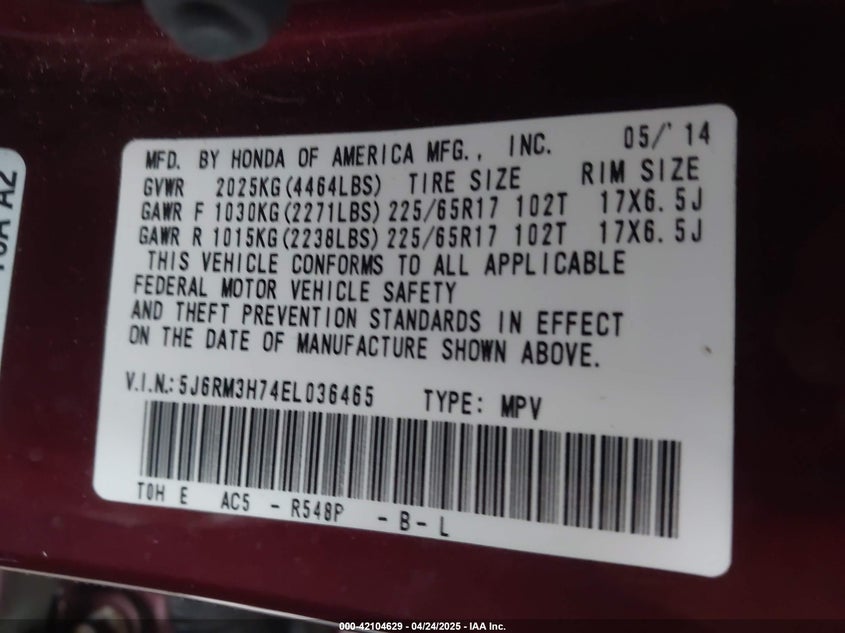 MFD. BY HONDA OF AMERICA MFG., INC. 05/'14
GVWR 2025KG(4464LBS) TIRE SIZE RIM SIZE
GAWR F 1030KG(2271LBS) 225/65R17 102T 17X6.5J
GAWR R 1015KG(2238LBS) 225/65R17 102T 17X6.5J
THIS VEHICLE CONFORMS TO ALL APPLICABLE
FEDERAL MOTOR VEHICLE SAFETY
AND THEFT PREVENTION STANDARDS IN EFFECT
ON THE DATE OF MANUFACTURE SHOWN ABOVE.
V.I.N.: 5J6RM3H74EL036465 TYPE: MPV
T0H E AC5 - R548P - B - L
000-42104629 - 04/24/2025 - IAA Inc.